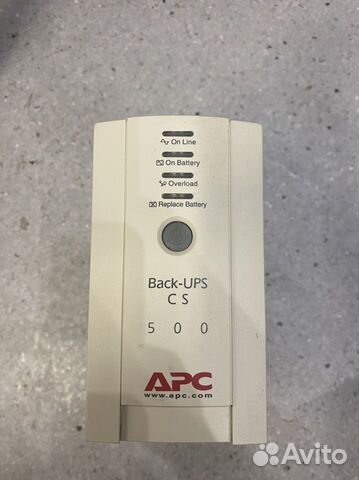 On Line
On Battery
Overload
Replace Battery
Back-UPS
C S
5 0 0
APC
www.apc.com
Avito